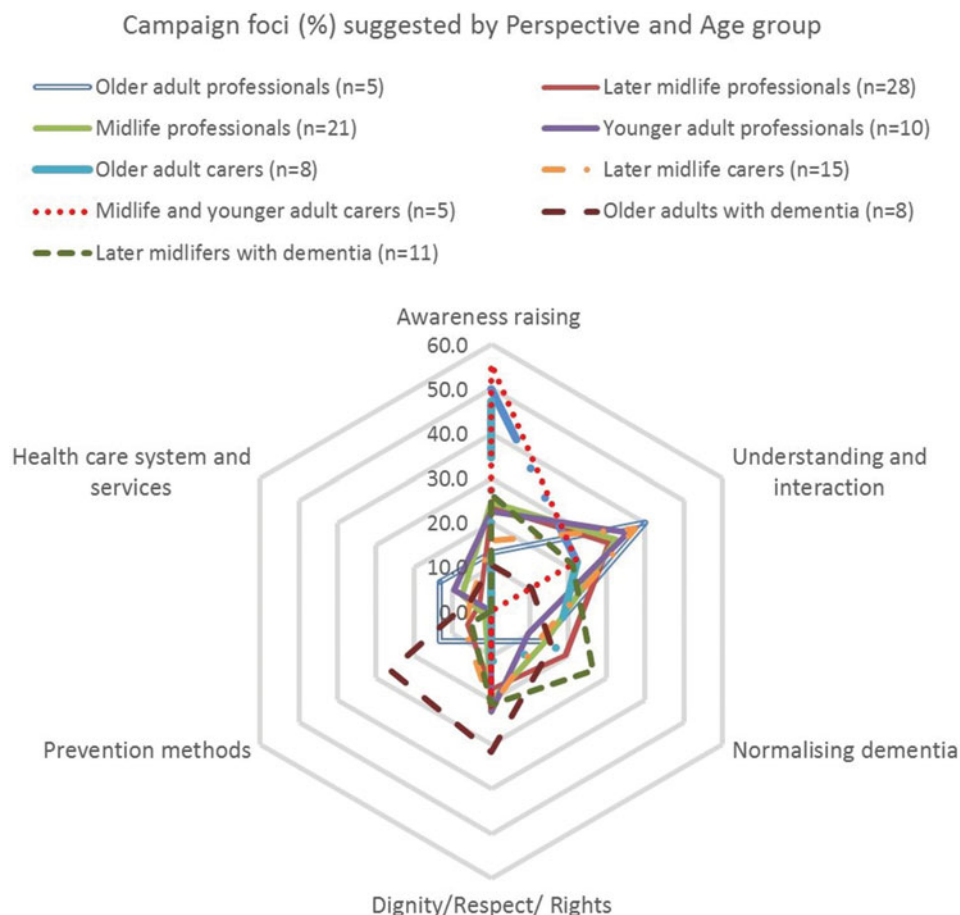 Campaign foci (%) suggested by Perspective and Age group
Older adult professionals (n=5)
Later midlife professionals (n=28)
Midlife professionals (n=21)
Younger adult professionals (n=10)
Older adult carers (n=8)
Later midlife carers (n=15)
Midlife and younger adult carers (n=5)
Older adults with dementia (n=8)
Later midlifers with dementia (n=11)
Awareness raising
60.0
50.0
40.0
30.0
20.0
10.0
0.0
Understanding and
interaction
Normalising dementia
Dignity/Respect/ Rights
Prevention methods
Health care system and
services